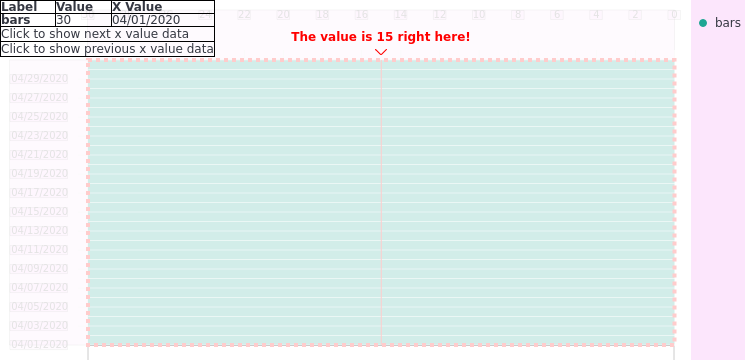 Label Value X Value
bars 30 04/01/2020
Click to show next x value data
Click to show previous x value data
24 22 20 18 16 14 12 10 8 6 4 2 0
bars
The value is 15 right here!
04/29/2020
04/27/2020
04/25/2020
04/23/2020
04/21/2020
04/19/2020
04/17/2020
04/15/2020
04/13/2020
04/11/2020
04/09/2020
04/07/2020
04/05/2020
04/03/2020
04/01/2020